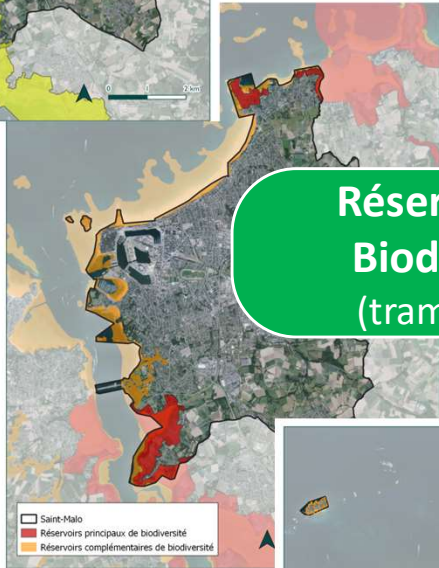 0 1 2 km
Réser
Biod
(tram
Saint-Malo
Réservoirs principaux de biodiversité
Réservoirs complémentaires de biodiversité